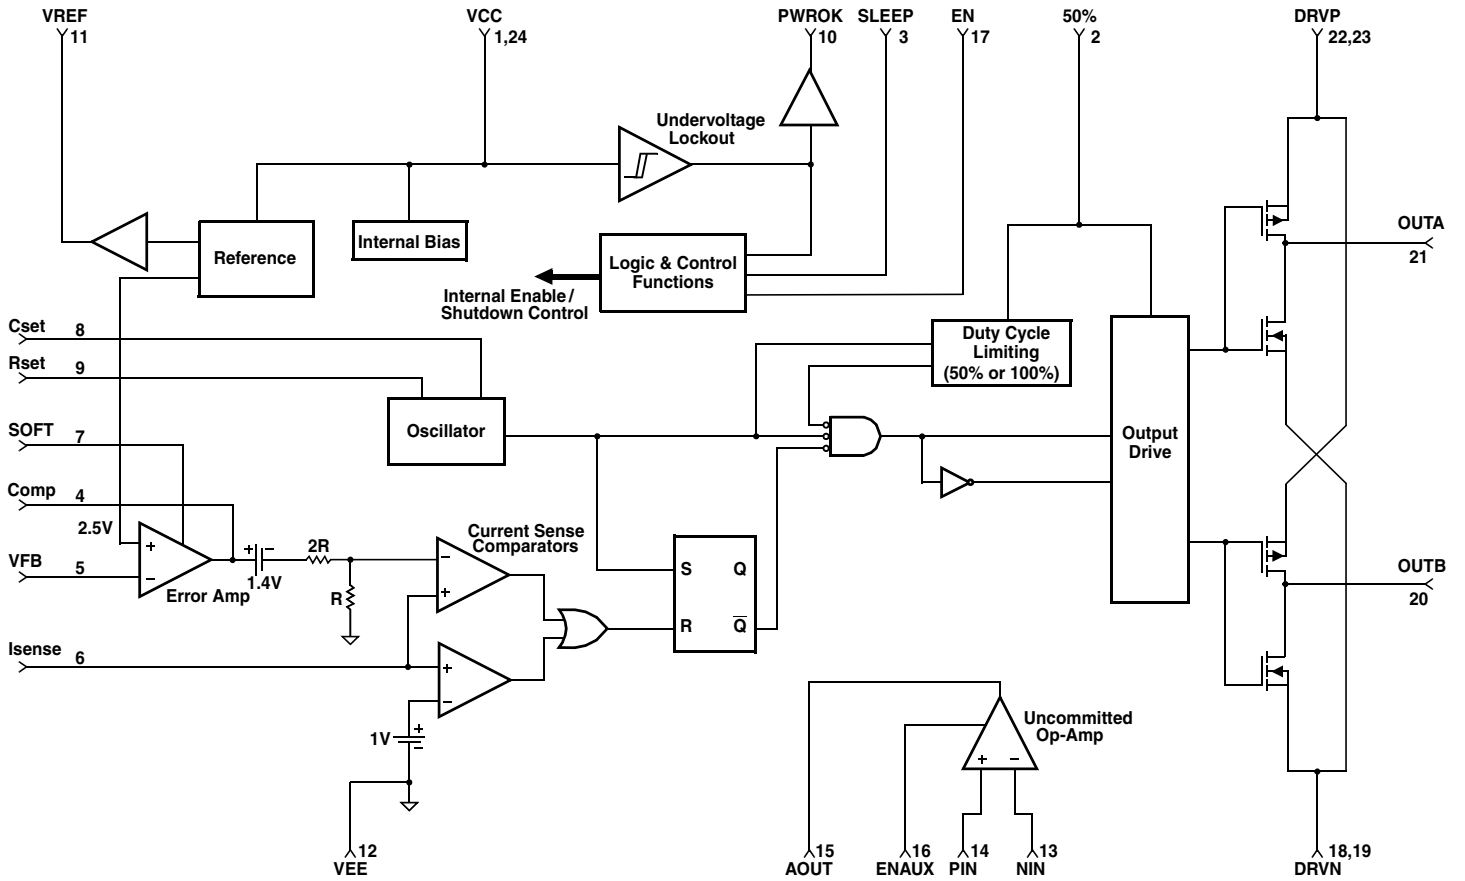 VREF
11
VCC
1,24
PWROK
10
SLEEP
3
EN
17
50%
2
DRVP
22,23
Undervoltage
Lockout
Reference
Internal Bias
Logic & Control
Functions
Internal Enable/
Shutdown Control
OUTA
21
Cset
8
Rset
9
Duty Cycle
Limiting
(50% or 100%)
Oscillator
SOFT
7
Output
Drive
Comp
4
2.5V
+
−
VFB
5
Error Amp
+
−
1.4V
2R
R
Current Sense
Comparators
−
+
S
Q
R
Q̅
OUTB
20
Isense
6
+
−
1V
+
−
Uncommitted
Op-Amp
+
−
12
VEE
15
AOUT
16
ENAUX
14
PIN
13
NIN
18,19
DRVN